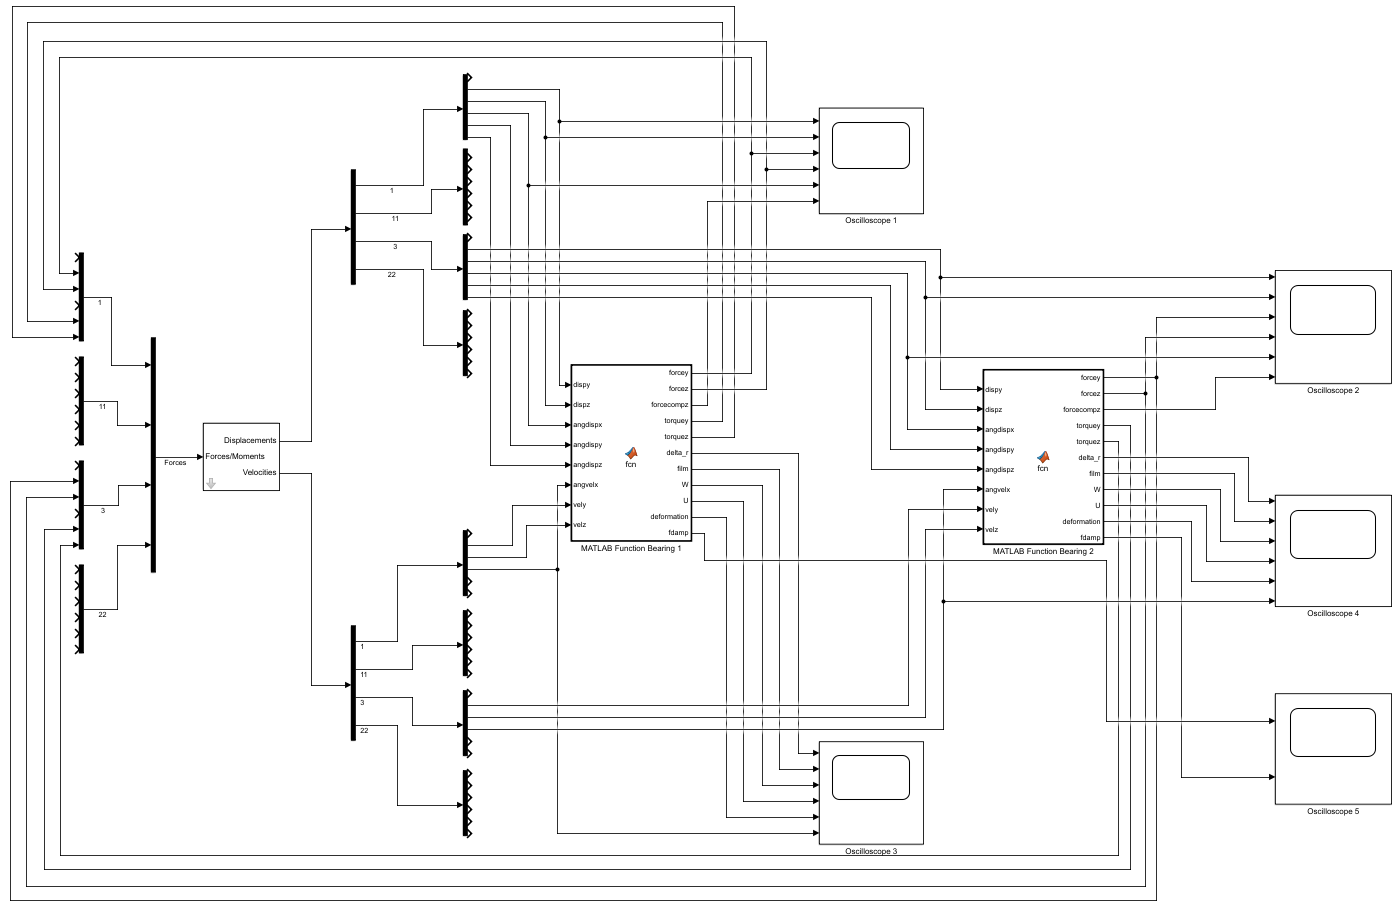 Oscilloscope 1
1
11
3
22
1
11
3
22
Forces
Displacements
Forces/Moments
Velocities
dispy
dispz
angdispx
angdispy
angdispz
angvelx
vely
velz
fcn
forcey
forcez
forcecompz
torquey
torquez
delta_r
film
W
U
deformation
fdamp
MATLAB Function Bearing 1
dispy
dispz
angdispx
angdispy
angdispz
angvelx
vely
velz
fcn
forcey
forcez
forcecompz
torquey
torquez
delta_r
film
W
U
deformation
fdamp
MATLAB Function Bearing 2
Oscilloscope 2
Oscilloscope 4
1
11
3
22
Oscilloscope 5
Oscilloscope 3